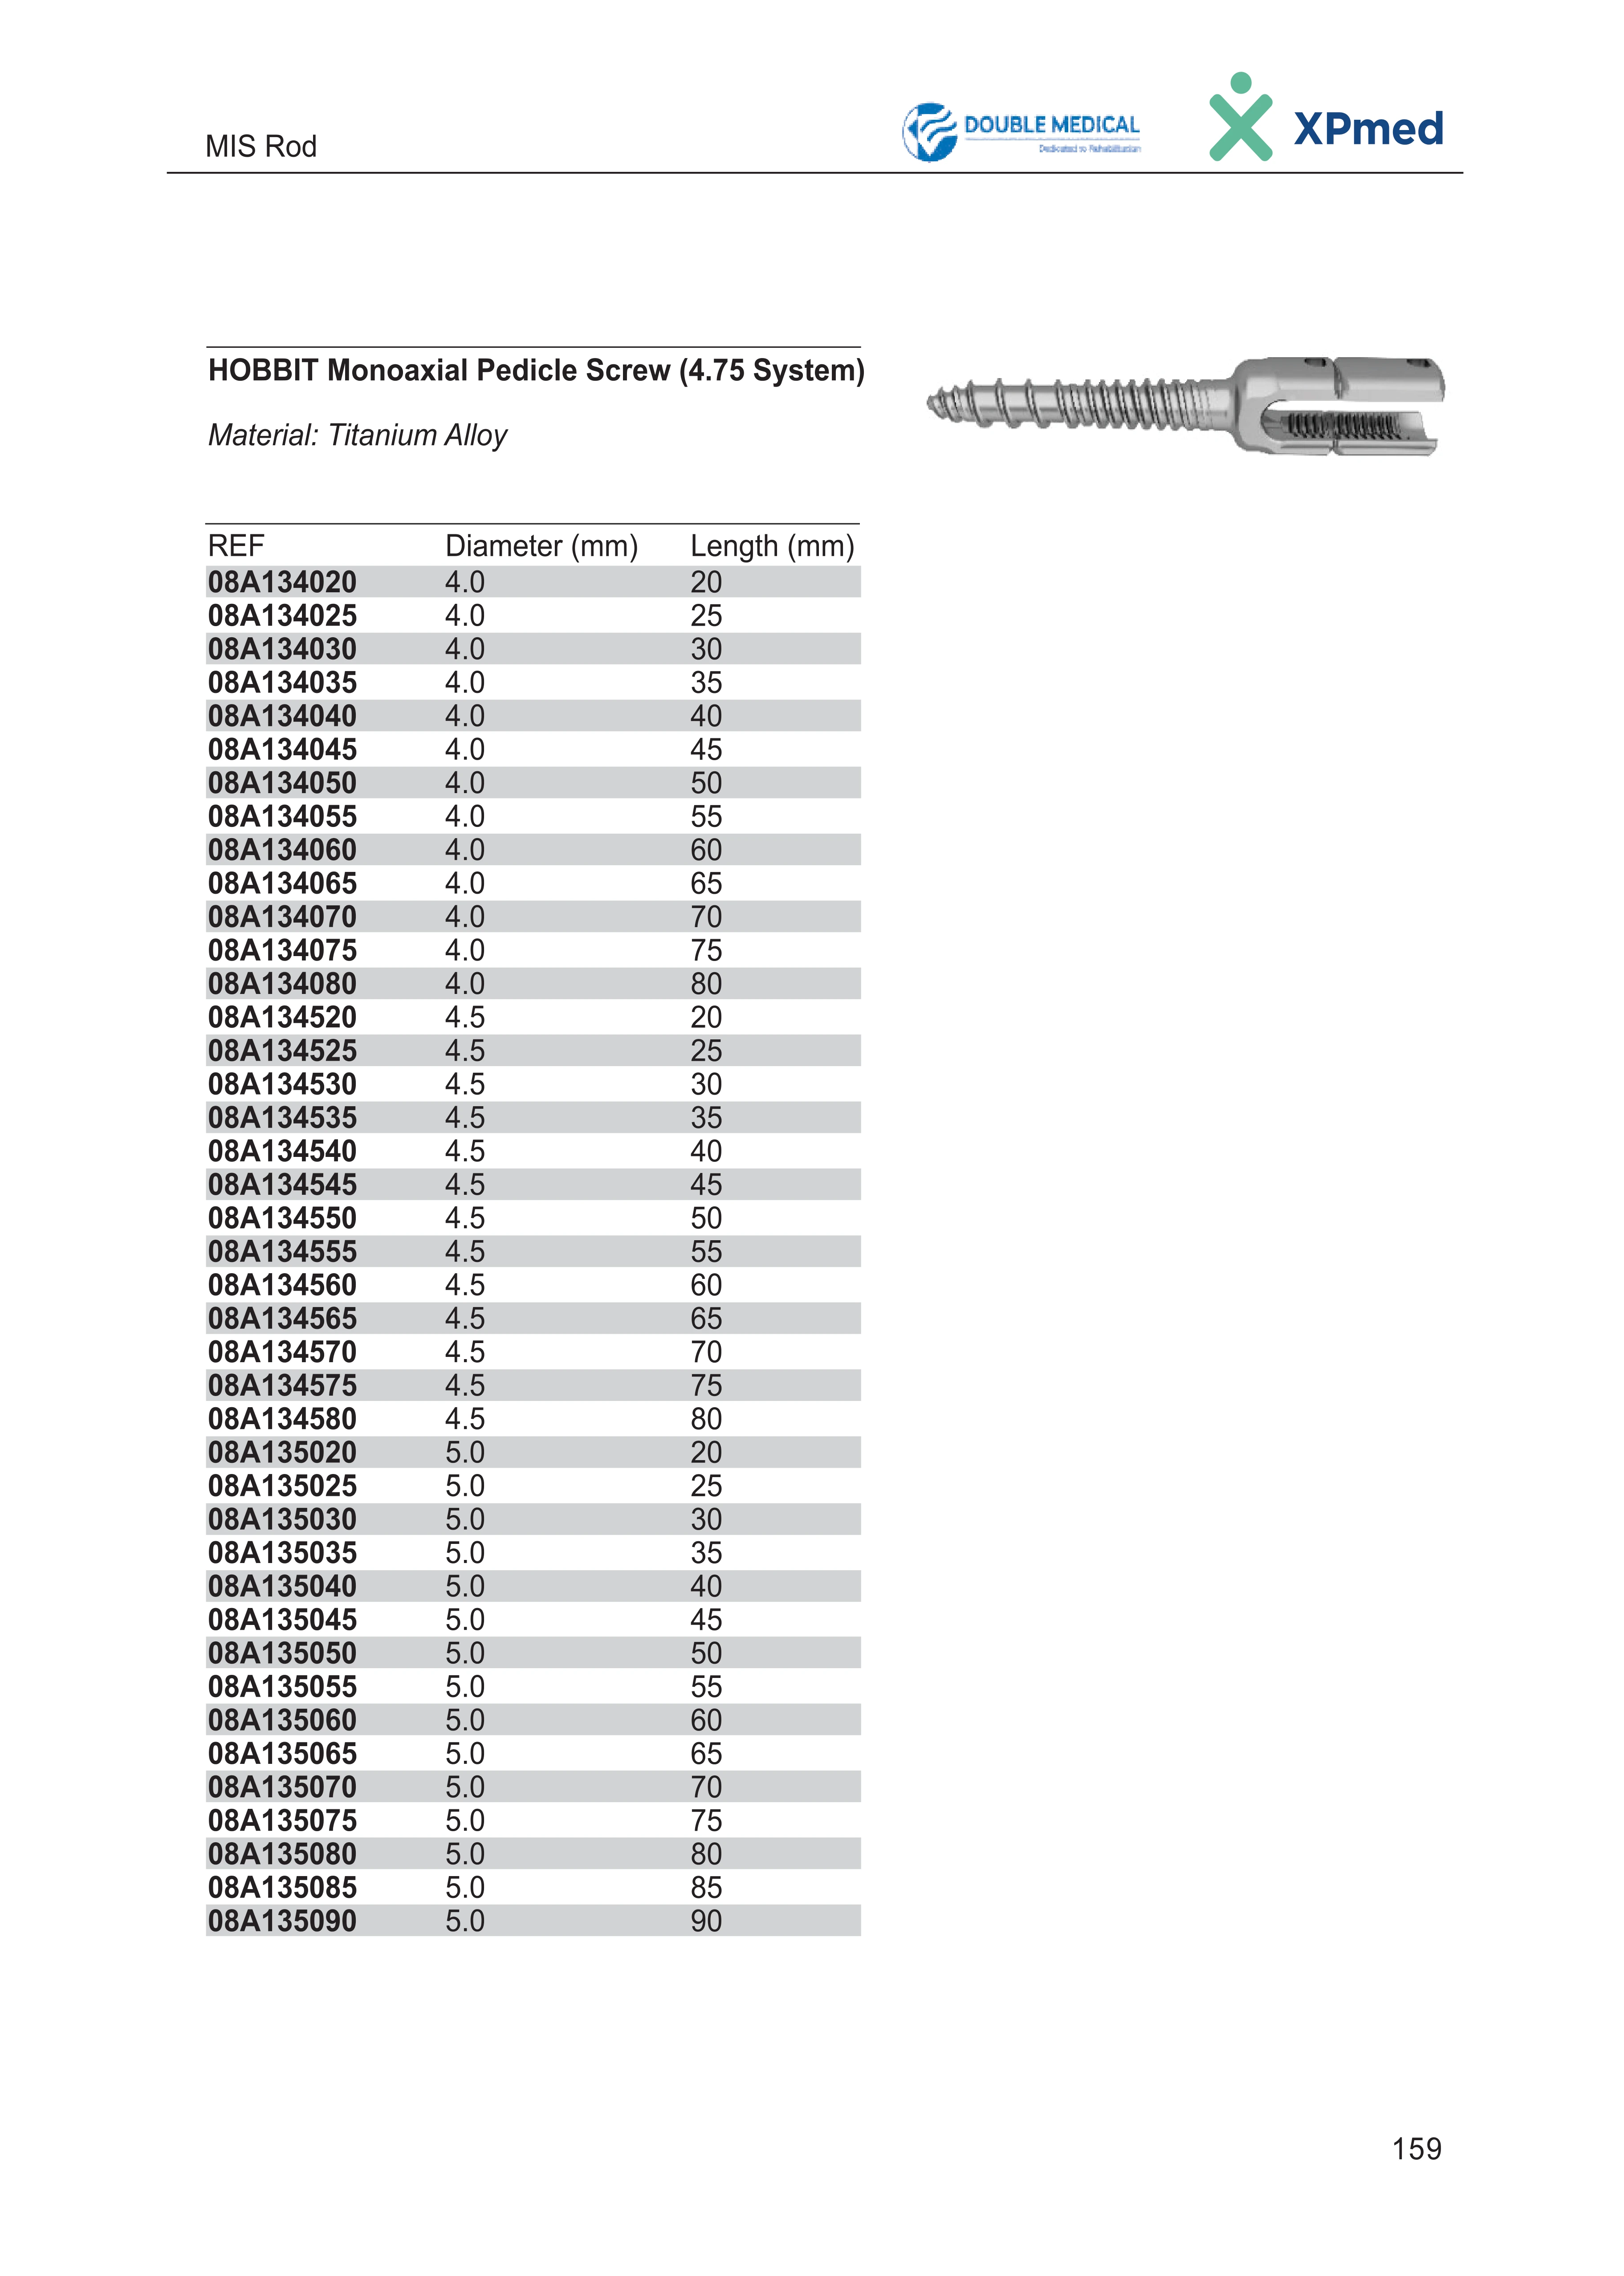 MIS Rod
DOUBLE MEDICAL
Dedicated to Rehabilitation
XPmed
HOBBIT Monoaxial Pedicle Screw (4.75 System)
Material: Titanium Alloy
REF Diameter (mm) Length (mm)
08A134020 4.0 20
08A134025 4.0 25
08A134030 4.0 30
08A134035 4.0 35
08A134040 4.0 40
08A134045 4.0 45
08A134050 4.0 50
08A134055 4.0 55
08A134060 4.0 60
08A134065 4.0 65
08A134070 4.0 70
08A134075 4.0 75
08A134080 4.0 80
08A134520 4.5 20
08A134525 4.5 25
08A134530 4.5 30
08A134535 4.5 35
08A134540 4.5 40
08A134545 4.5 45
08A134550 4.5 50
08A134555 4.5 55
08A134560 4.5 60
08A134565 4.5 65
08A134570 4.5 70
08A134575 4.5 75
08A134580 4.5 80
08A135020 5.0 20
08A135025 5.0 25
08A135030 5.0 30
08A135035 5.0 35
08A135040 5.0 40
08A135045 5.0 45
08A135050 5.0 50
08A135055 5.0 55
08A135060 5.0 60
08A135065 5.0 65
08A135070 5.0 70
08A135075 5.0 75
08A135080 5.0 80
08A135085 5.0 85
08A135090 5.0 90
159